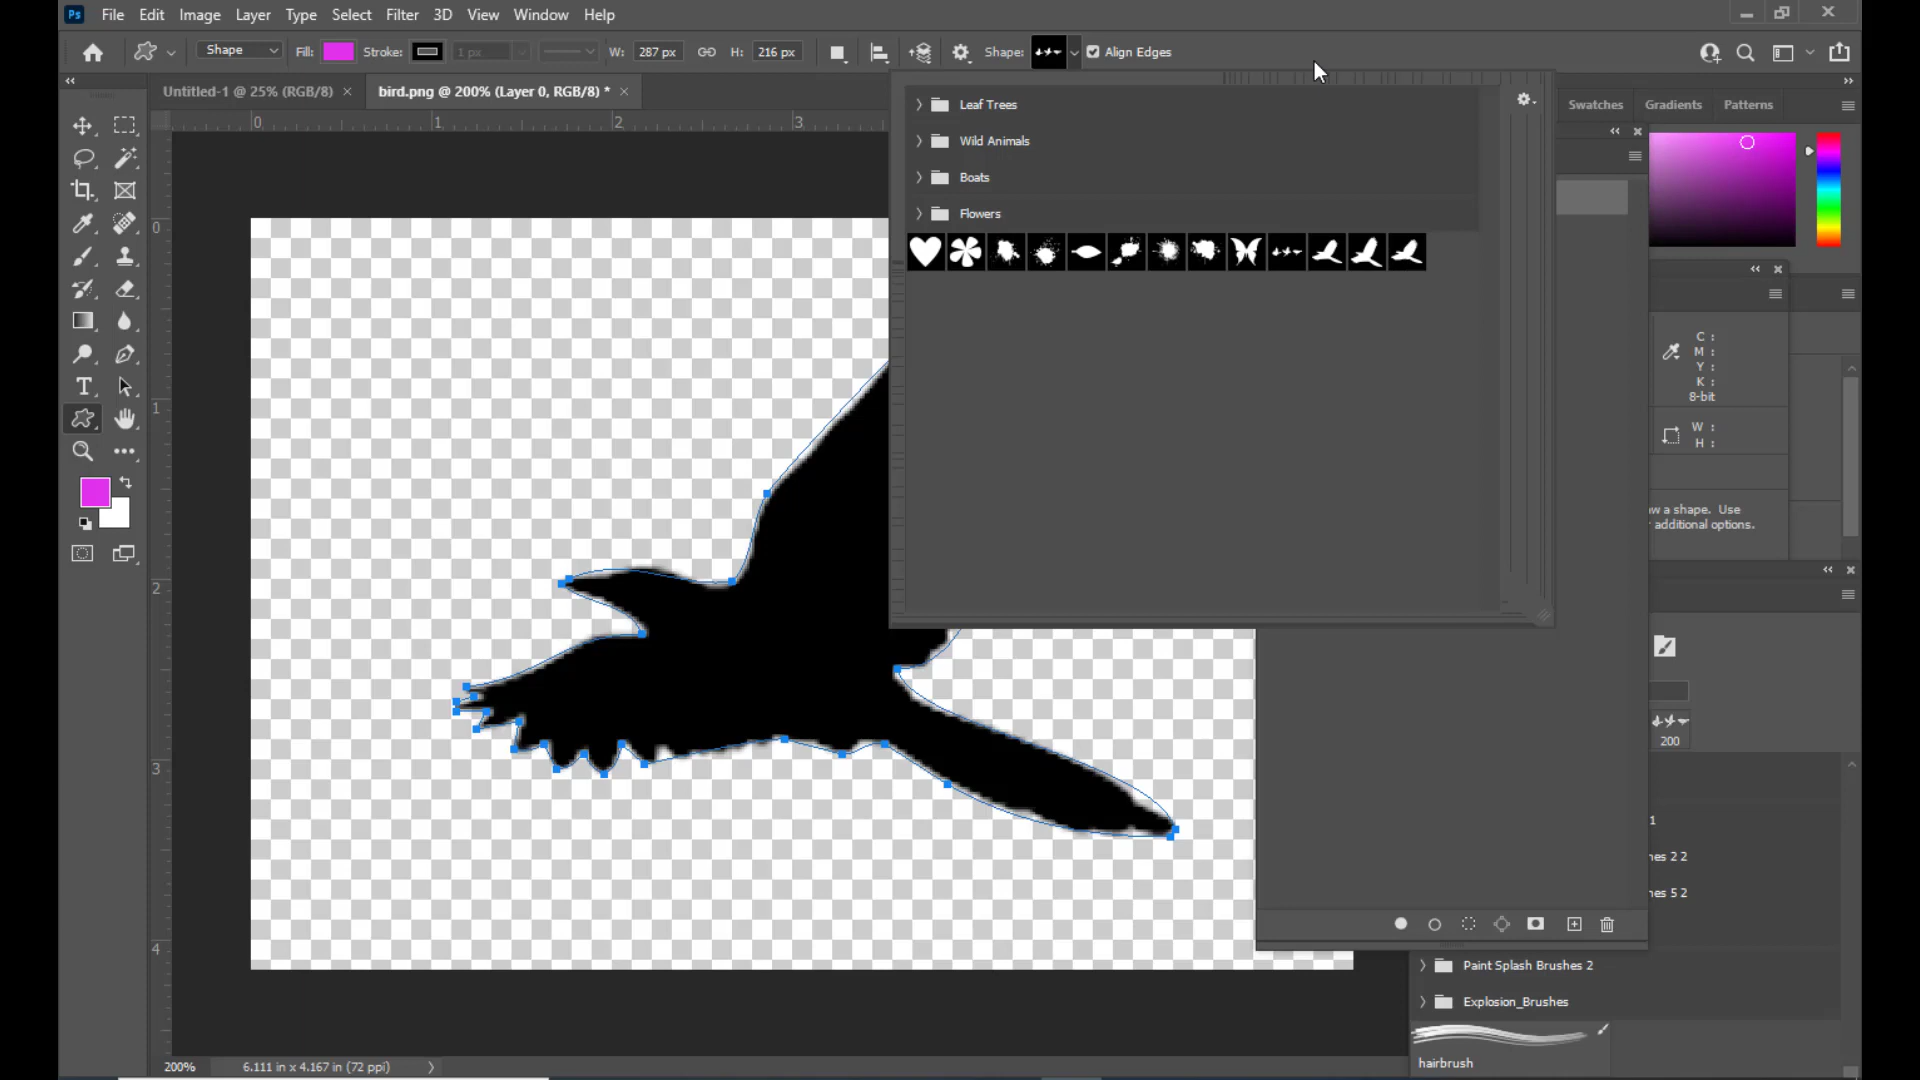 Ps File Edit Image Layer Type Select Filter 3D View Window Help
Shape Fill: Stroke: 1 px W: 287 px H: 216 px Shape: Align Edges
Untitled-1 @ 25% (RGB/8) × bird.png @ 200% (Layer 0, RGB/8) * ×
Swatches Gradients Patterns
0 1 2 3
Leaf Trees
Wild Animals
Boats
Flowers
0
1
2
3
4
C :
M :
Y :
K :
8-bit
W :
H :
w a shape. Use
additional options.
200
1
hes 2 2
hes 5 2
Paint Splash Brushes 2
Explosion_Brushes
hairbrush
200% 6.111 in x 4.167 in (72 ppi)